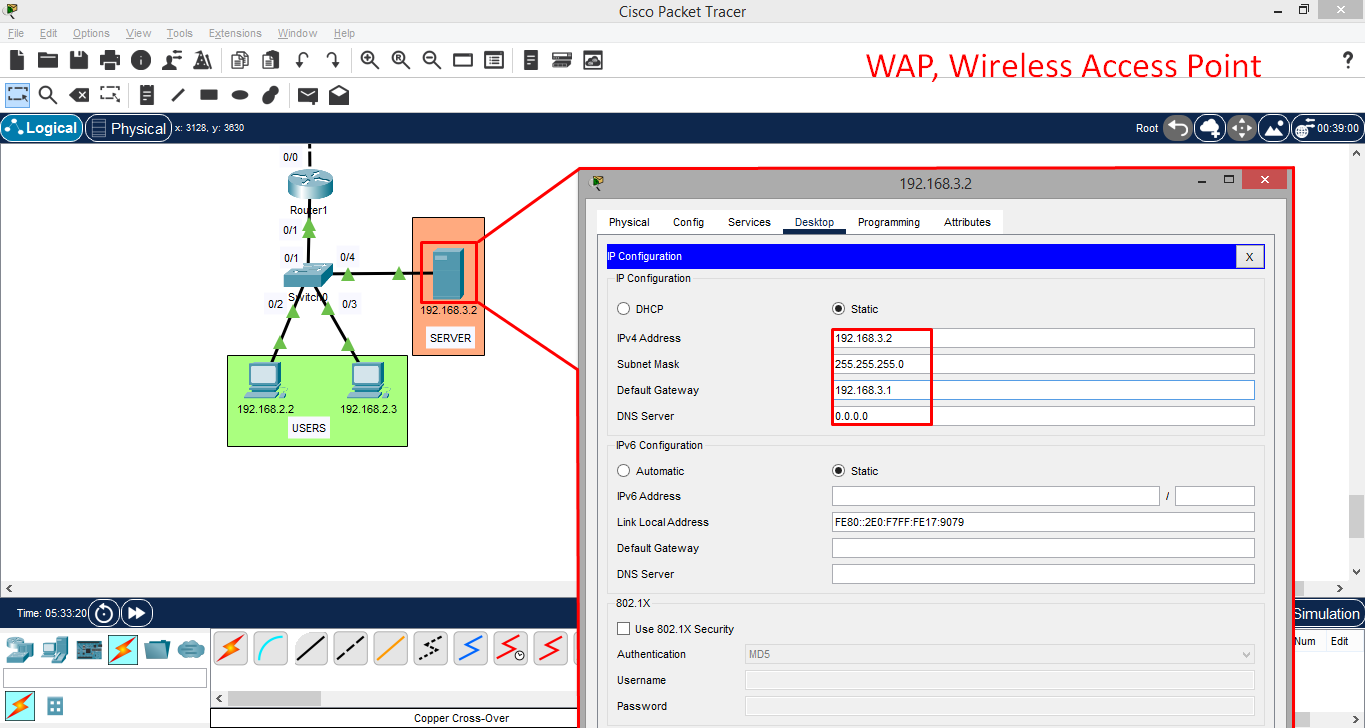 Cisco Packet Tracer
File Edit Options View Tools Extensions Window Help
WAP, Wireless Access Point
?
Logical Physical x: 3128, y: 3630 Root 00:39:00
0/0
Router1
0/1
0/1
0/4
Switch0
0/2
0/3
192.168.3.2
SERVER
192.168.2.2
192.168.2.3
USERS
192.168.3.2
Physical Config Services Desktop Programming Attributes
IP Configuration X
IP Configuration
DHCP Static
IPv4 Address 192.168.3.2
Subnet Mask 255.255.255.0
Default Gateway 192.168.3.1
DNS Server 0.0.0.0
IPv6 Configuration
Automatic Static
IPv6 Address /
Link Local Address FE80::2E0:F7FF:FE17:9079
Default Gateway
DNS Server
802.1X
Use 802.1X Security
Authentication MD5
Username
Password
Time: 05:33:20
Simulation
Num Edit
Copper Cross-Over